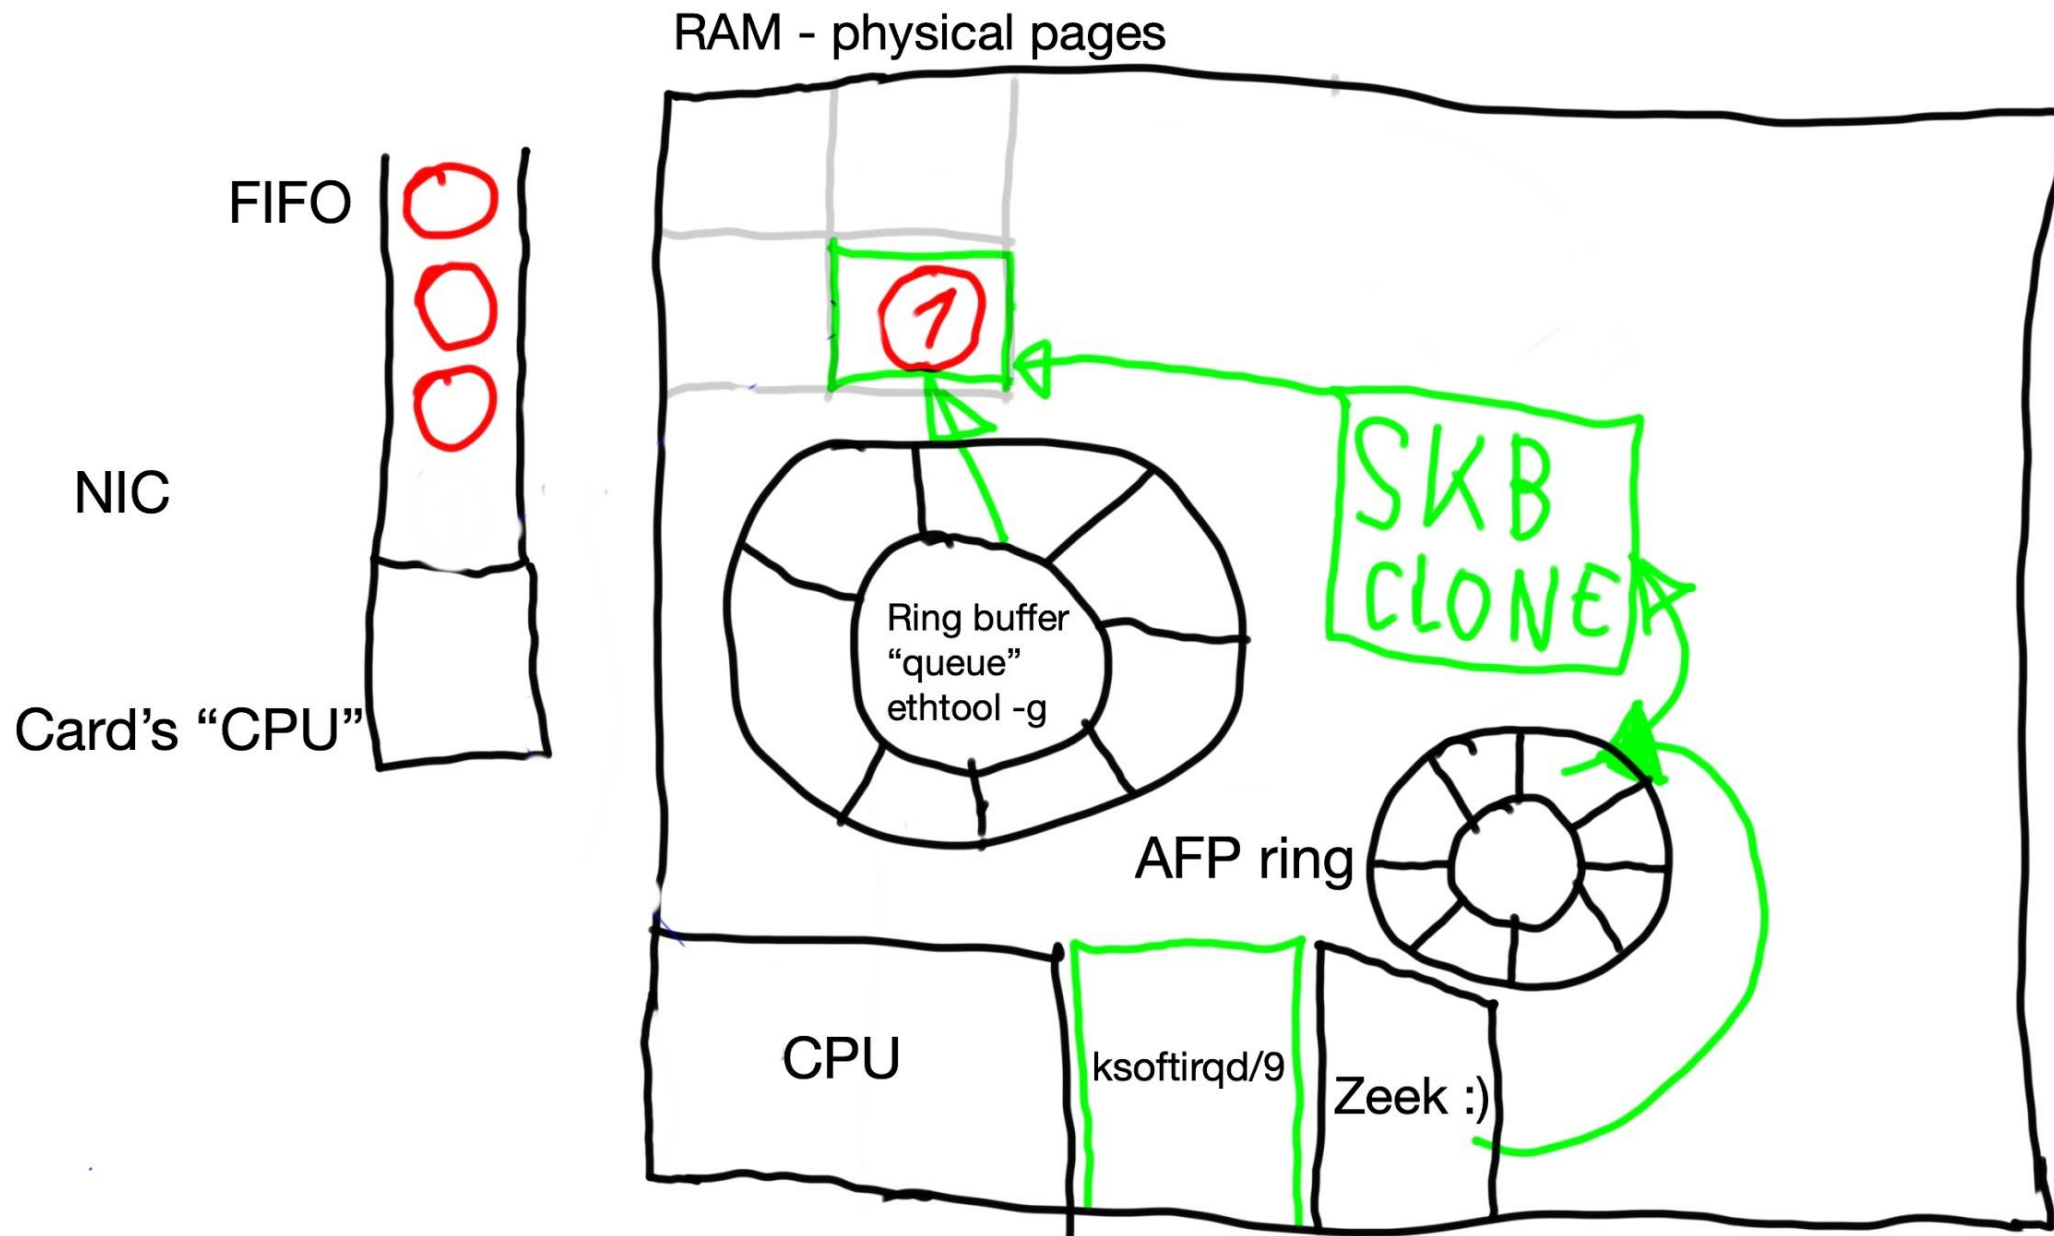 RAM - physical pages
FIFO
1
NIC
SKB
CLONE
Ring buffer
“queue”
ethtool -g
Card’s “CPU”
AFP ring
CPU
ksoftirqd/9
Zeek :)